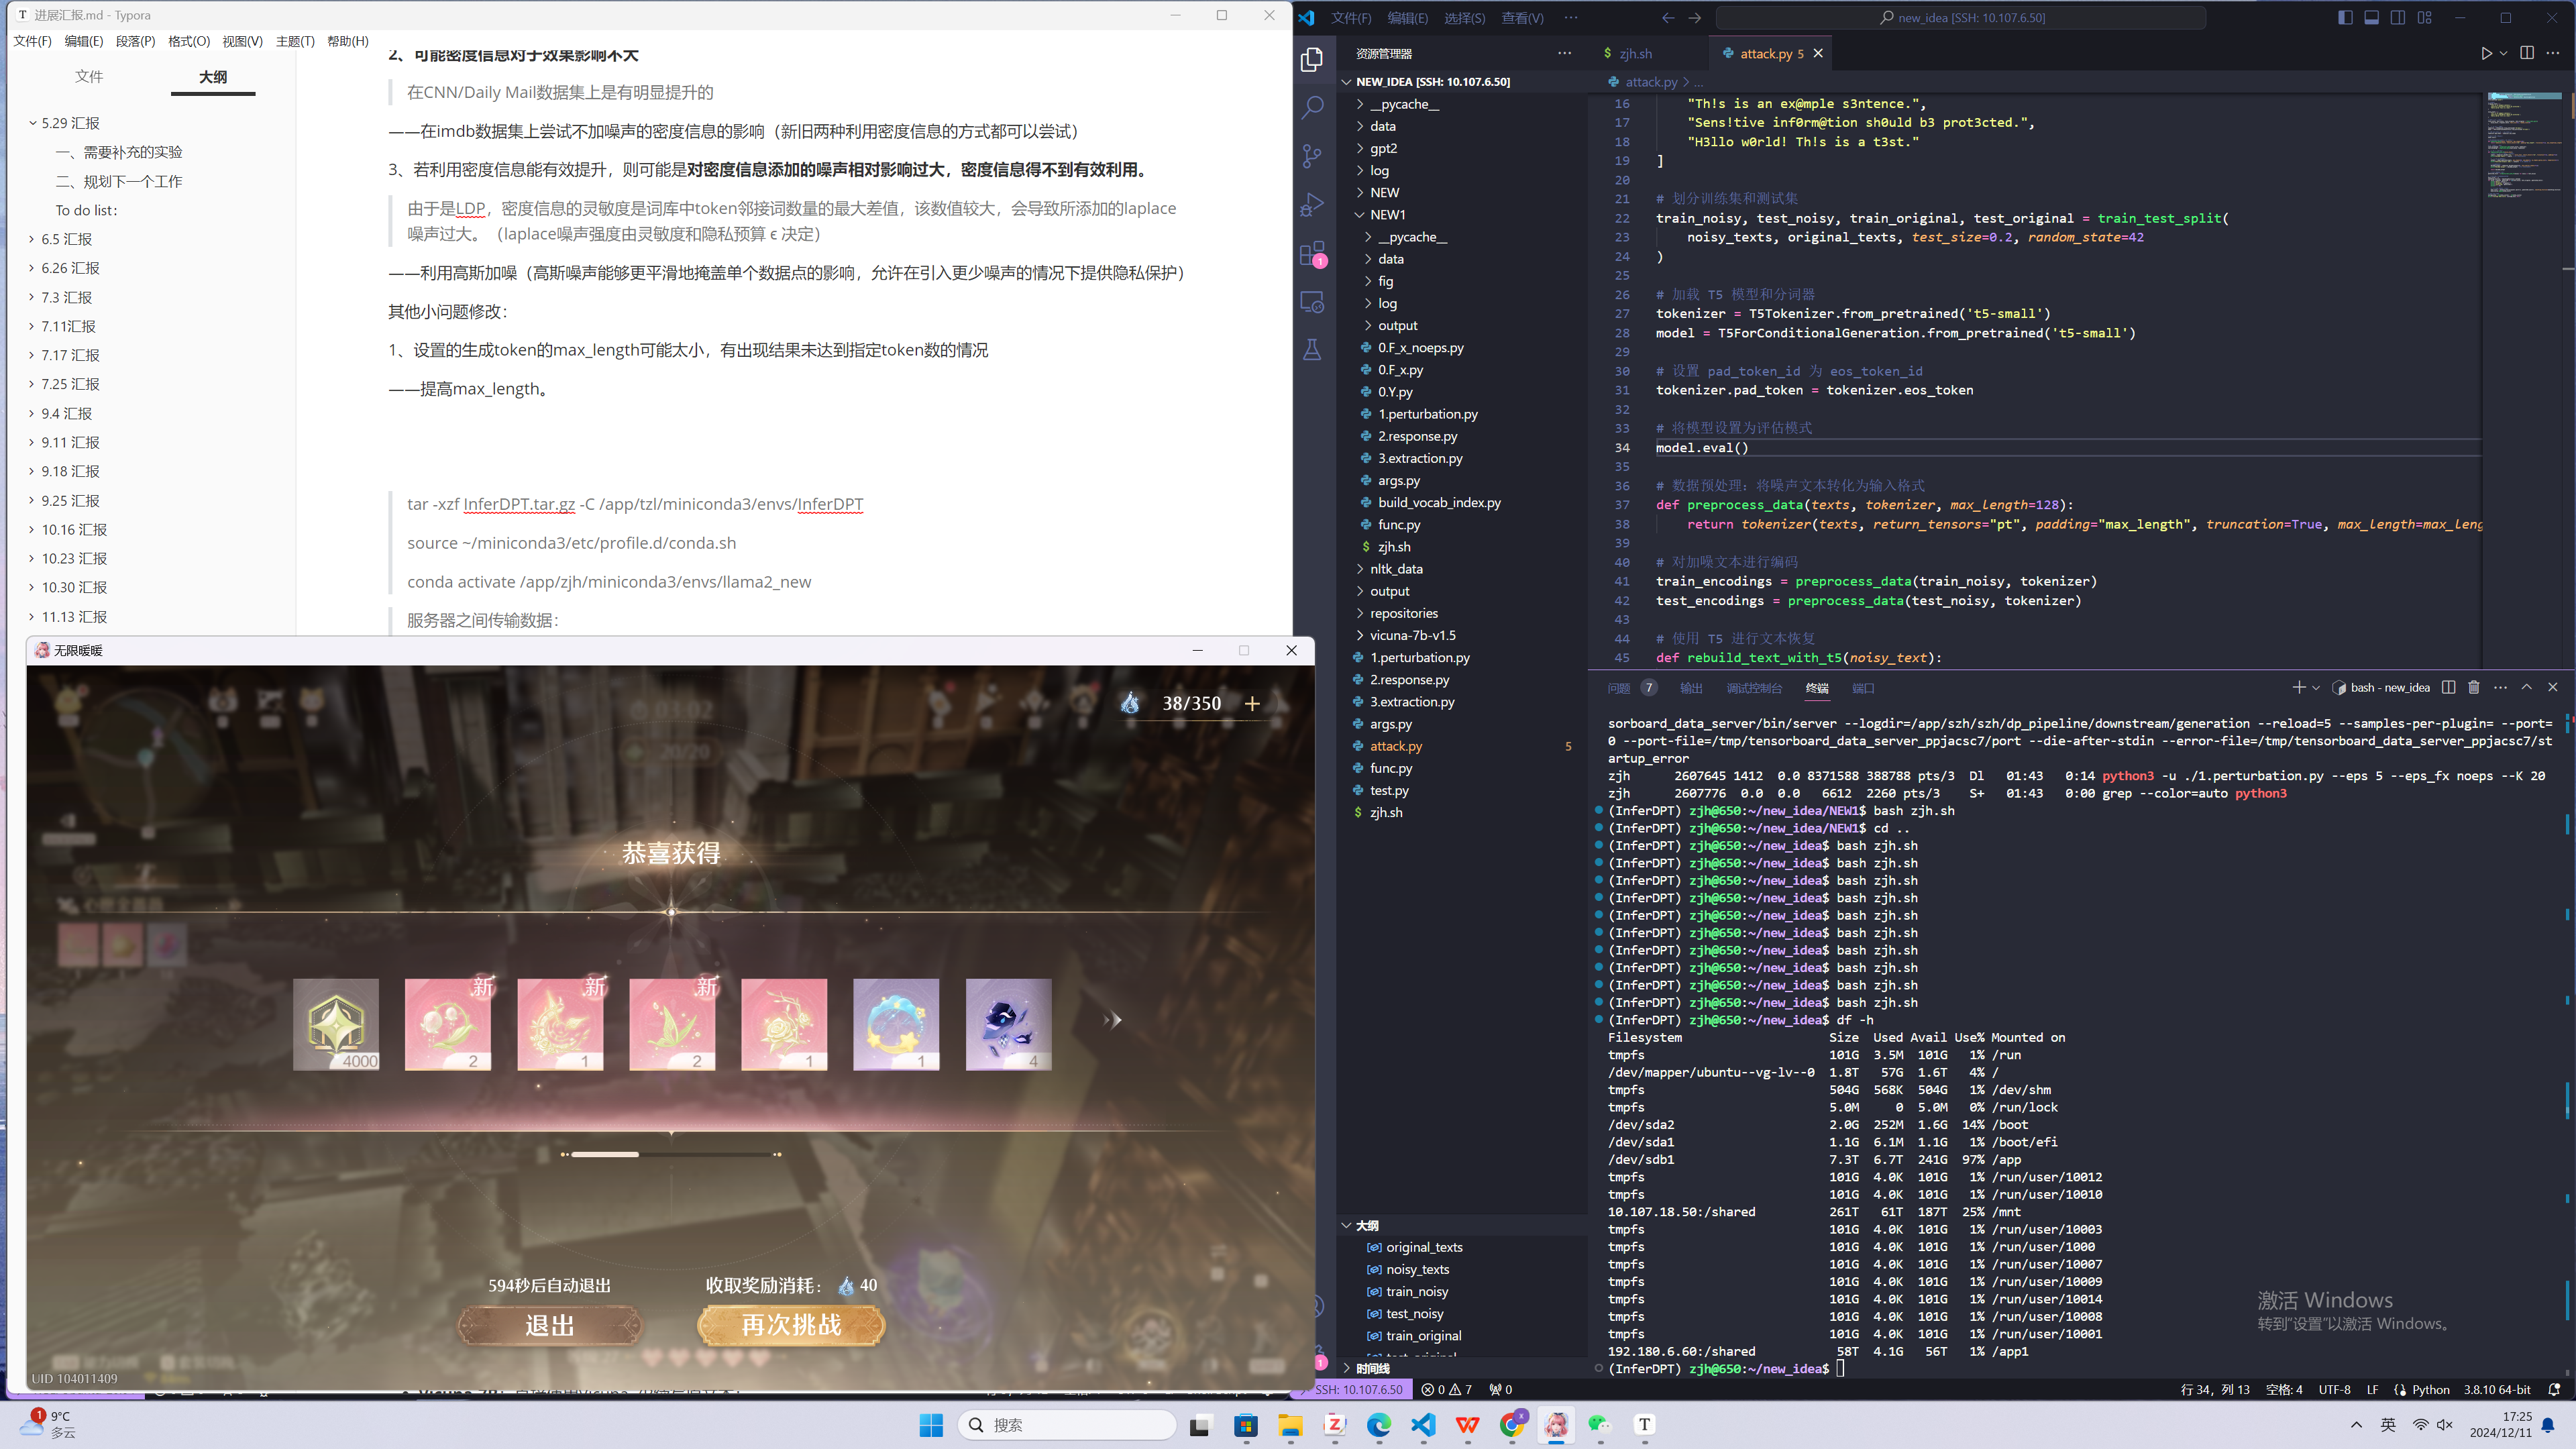 进展汇报.md - Typora
文件(F) 编辑(E) 段落(P) 格式(O) 视图(V) 主题(T) 帮助(H)
文件 大纲
5.29 汇报
一、需要补充的实验
二、规划下一个工作
To do list：
6.5 汇报
6.26 汇报
7.3 汇报
7.11汇报
7.17 汇报
7.25 汇报
9.4 汇报
9.11 汇报
9.18 汇报
9.25 汇报
10.16 汇报
10.23 汇报
10.30 汇报
11.13 汇报
2、可能密度信息对于效果影响不大
在CNN/Daily Mail数据集上是有明显提升的
——在imdb数据集上尝试不加噪声的密度信息的影响（新旧两种利用密度信息的方式都可以尝试）
3、若利用密度信息能有效提升，则可能是对密度信息添加的噪声相对影响过大，密度信息得不到有效利用。
由于是LDP，密度信息的灵敏度是词库中token邻接词数量的最大差值，该数值较大，会导致所添加的laplace
噪声过大。（laplace噪声强度由灵敏度和隐私预算 ϵ 决定）
——利用高斯加噪（高斯噪声能够更平滑地掩盖单个数据点的影响，允许在引入更少噪声的情况下提供隐私保护）
其他小问题修改：
1、设置的生成token的max_length可能太小，有出现结果未达到指定token数的情况
——提高max_length。
tar -xzf InferDPT.tar.gz -C /app/tzl/miniconda3/envs/InferDPT
source ~/miniconda3/etc/profile.d/conda.sh
conda activate /app/zjh/miniconda3/envs/llama2_new
服务器之间传输数据：
无限暖暖
38/350
恭喜获得
新 新 新
4000 2 1 2 1 1 4
594秒后自动退出
收取奖励消耗： 40
退出 再次挑战
UID 104011409
文件(F) 编辑(E) 选择(S) 查看(V) ···
new_idea [SSH: 10.107.6.50]
资源管理器
NEW_IDEA [SSH: 10.107.6.50]
__pycache__
data
gpt2
log
NEW
NEW1
__pycache__
data
fig
log
output
0.F_x_noeps.py
0.F_x.py
0.Y.py
1.perturbation.py
2.response.py
3.extraction.py
args.py
build_vocab_index.py
func.py
zjh.sh
nltk_data
output
repositories
vicuna-7b-v1.5
1.perturbation.py
2.response.py
3.extraction.py
args.py
attack.py 5
func.py
test.py
zjh.sh
大纲
original_texts
noisy_texts
train_noisy
test_noisy
train_original
时间线
zjh.sh
attack.py 5
attack.py > ...
16 "Th!s is an ex@mple s3ntence.",
17 "Sens!tive inf0rm@tion sh0uld b3 prot3cted.",
18 "H3llo w0rld! Th!s is a t3st."
19 ]
20
21 # 划分训练集和测试集
22 train_noisy, test_noisy, train_original, test_original = train_test_split(
23 noisy_texts, original_texts, test_size=0.2, random_state=42
24 )
25
26 # 加载 T5 模型和分词器
27 tokenizer = T5Tokenizer.from_pretrained('t5-small')
28 model = T5ForConditionalGeneration.from_pretrained('t5-small')
29
30 # 设置 pad_token_id 为 eos_token_id
31 tokenizer.pad_token = tokenizer.eos_token
32
33 # 将模型设置为评估模式
34 model.eval()
35
36 # 数据预处理：将噪声文本转化为输入格式
37 def preprocess_data(texts, tokenizer, max_length=128):
38 return tokenizer(texts, return_tensors="pt", padding="max_length", truncation=True, max_length=max_leng
39
40 # 对加噪文本进行编码
41 train_encodings = preprocess_data(train_noisy, tokenizer)
42 test_encodings = preprocess_data(test_noisy, tokenizer)
43
44 # 使用 T5 进行文本恢复
45 def rebuild_text_with_t5(noisy_text):
问题 7 输出 调试控制台 终端 端口
bash - new_idea
sorboard_data_server/bin/server --logdir=/app/szh/szh/dp_pipeline/downstream/generation --reload=5 --samples-per-plugin= --port=
0 --port-file=/tmp/tensorboard_data_server_ppjacsc7/port --die-after-stdin --error-file=/tmp/tensorboard_data_server_ppjacsc7/st
artup_error
zjh 2607645 1412 0.0 8371588 388788 pts/3 Dl 01:43 0:14 python3 -u ./1.perturbation.py --eps 5 --eps_fx noeps --K 20
zjh 2607776 0.0 0.0 6612 2260 pts/3 S+ 01:43 0:00 grep --color=auto python3
(InferDPT) zjh@650:~/new_idea/NEW1$ bash zjh.sh
(InferDPT) zjh@650:~/new_idea/NEW1$ cd ..
(InferDPT) zjh@650:~/new_idea$ bash zjh.sh
(InferDPT) zjh@650:~/new_idea$ bash zjh.sh
(InferDPT) zjh@650:~/new_idea$ bash zjh.sh
(InferDPT) zjh@650:~/new_idea$ bash zjh.sh
(InferDPT) zjh@650:~/new_idea$ bash zjh.sh
(InferDPT) zjh@650:~/new_idea$ bash zjh.sh
(InferDPT) zjh@650:~/new_idea$ bash zjh.sh
(InferDPT) zjh@650:~/new_idea$ bash zjh.sh
(InferDPT) zjh@650:~/new_idea$ bash zjh.sh
(InferDPT) zjh@650:~/new_idea$ bash zjh.sh
(InferDPT) zjh@650:~/new_idea$ df -h
Filesystem Size Used Avail Use% Mounted on
tmpfs 101G 3.5M 101G 1% /run
/dev/mapper/ubuntu--vg-lv--0 1.8T 57G 1.6T 4% /
tmpfs 504G 568K 504G 1% /dev/shm
tmpfs 5.0M 0 5.0M 0% /run/lock
/dev/sda2 2.0G 252M 1.6G 14% /boot
/dev/sda1 1.1G 6.1M 1.1G 1% /boot/efi
/dev/sdb1 7.3T 6.7T 241G 97% /app
tmpfs 101G 4.0K 101G 1% /run/user/10012
tmpfs 101G 4.0K 101G 1% /run/user/10010
10.107.18.50:/shared 261T 61T 187T 25% /mnt
tmpfs 101G 4.0K 101G 1% /run/user/10003
tmpfs 101G 4.0K 101G 1% /run/user/1000
tmpfs 101G 4.0K 101G 1% /run/user/10007
tmpfs 101G 4.0K 101G 1% /run/user/10009
tmpfs 101G 4.0K 101G 1% /run/user/10014
tmpfs 101G 4.0K 101G 1% /run/user/10008
tmpfs 101G 4.0K 101G 1% /run/user/10001
192.180.6.60:/shared 58T 4.1G 56T 1% /app1
(InferDPT) zjh@650:~/new_idea$
激活 Windows
转到"设置"以激活 Windows。
SSH: 10.107.6.50 0 7 0
行 34，列 13 空格: 4 UTF-8 LF Python 3.8.10 64-bit
1 9°C
多云
搜索
英
17:25
2024/12/11